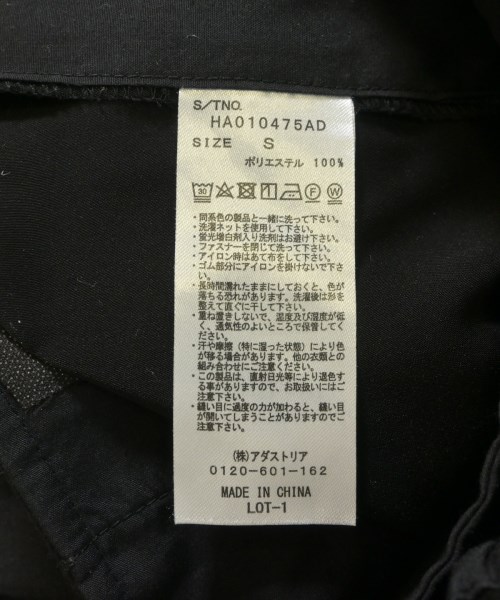 S/TNO.
HA010475AD
SIZE S
ポリエステル 100%
30 F W
・同系色の製品と一緒に洗って下さい。
・洗濯ネットを使用して下さい。
・蛍光増白剤入り洗剤はお避け下さい。
・ファスナーを閉じて洗って下さい。
・アイロン時はあて布をして下さい。
・ゴム部分にアイロンを掛けないで下さ
い。
・長時間濡れたままにしておくと、色が
落ちる恐れがあります。洗濯後は形を
整えて直ぐに干して下さい。
・重ね置きしないで、温度及び湿度が低
く、通気性のよいところで保管してく
ださい。
・汗や摩擦（特に湿った状態）により色
が移る場合があります。他の衣類との
組み合わせにご注意下さい。
・この製品は、直射日光等により退色す
る事がありますので、お取扱いにはご
注意下さい。
・縫い目に過度の力が加わると、縫い目
が開いてしまうことがありますのでご
注意下さい。
(株)アダストリア
0120-601-162
MADE IN CHINA
LOT-1